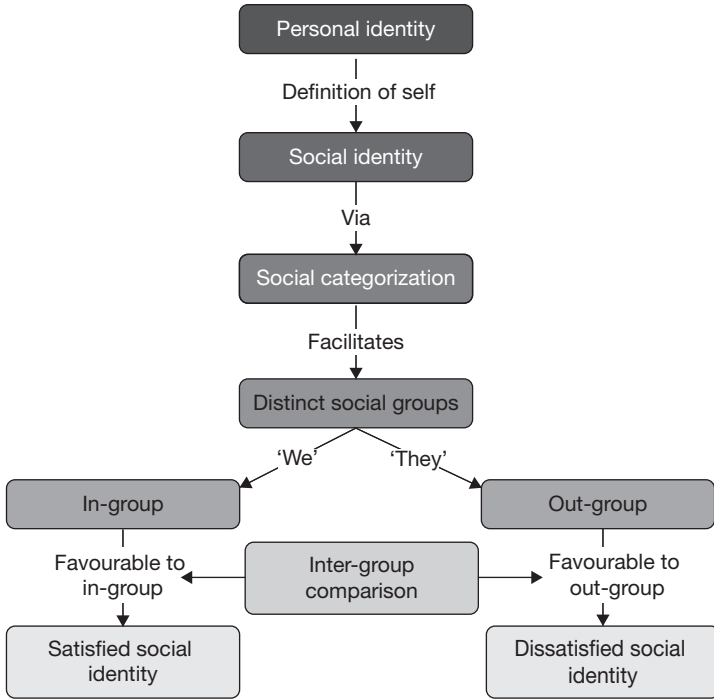 Personal identity
Definition of self
Social identity
Via
Social categorization
Facilitates
Distinct social groups
‘We’
‘They’
In-group
Out-group
Favourable to
in-group
Inter-group
comparison
Favourable to
out-group
Satisfied social
identity
Dissatisfied social
identity